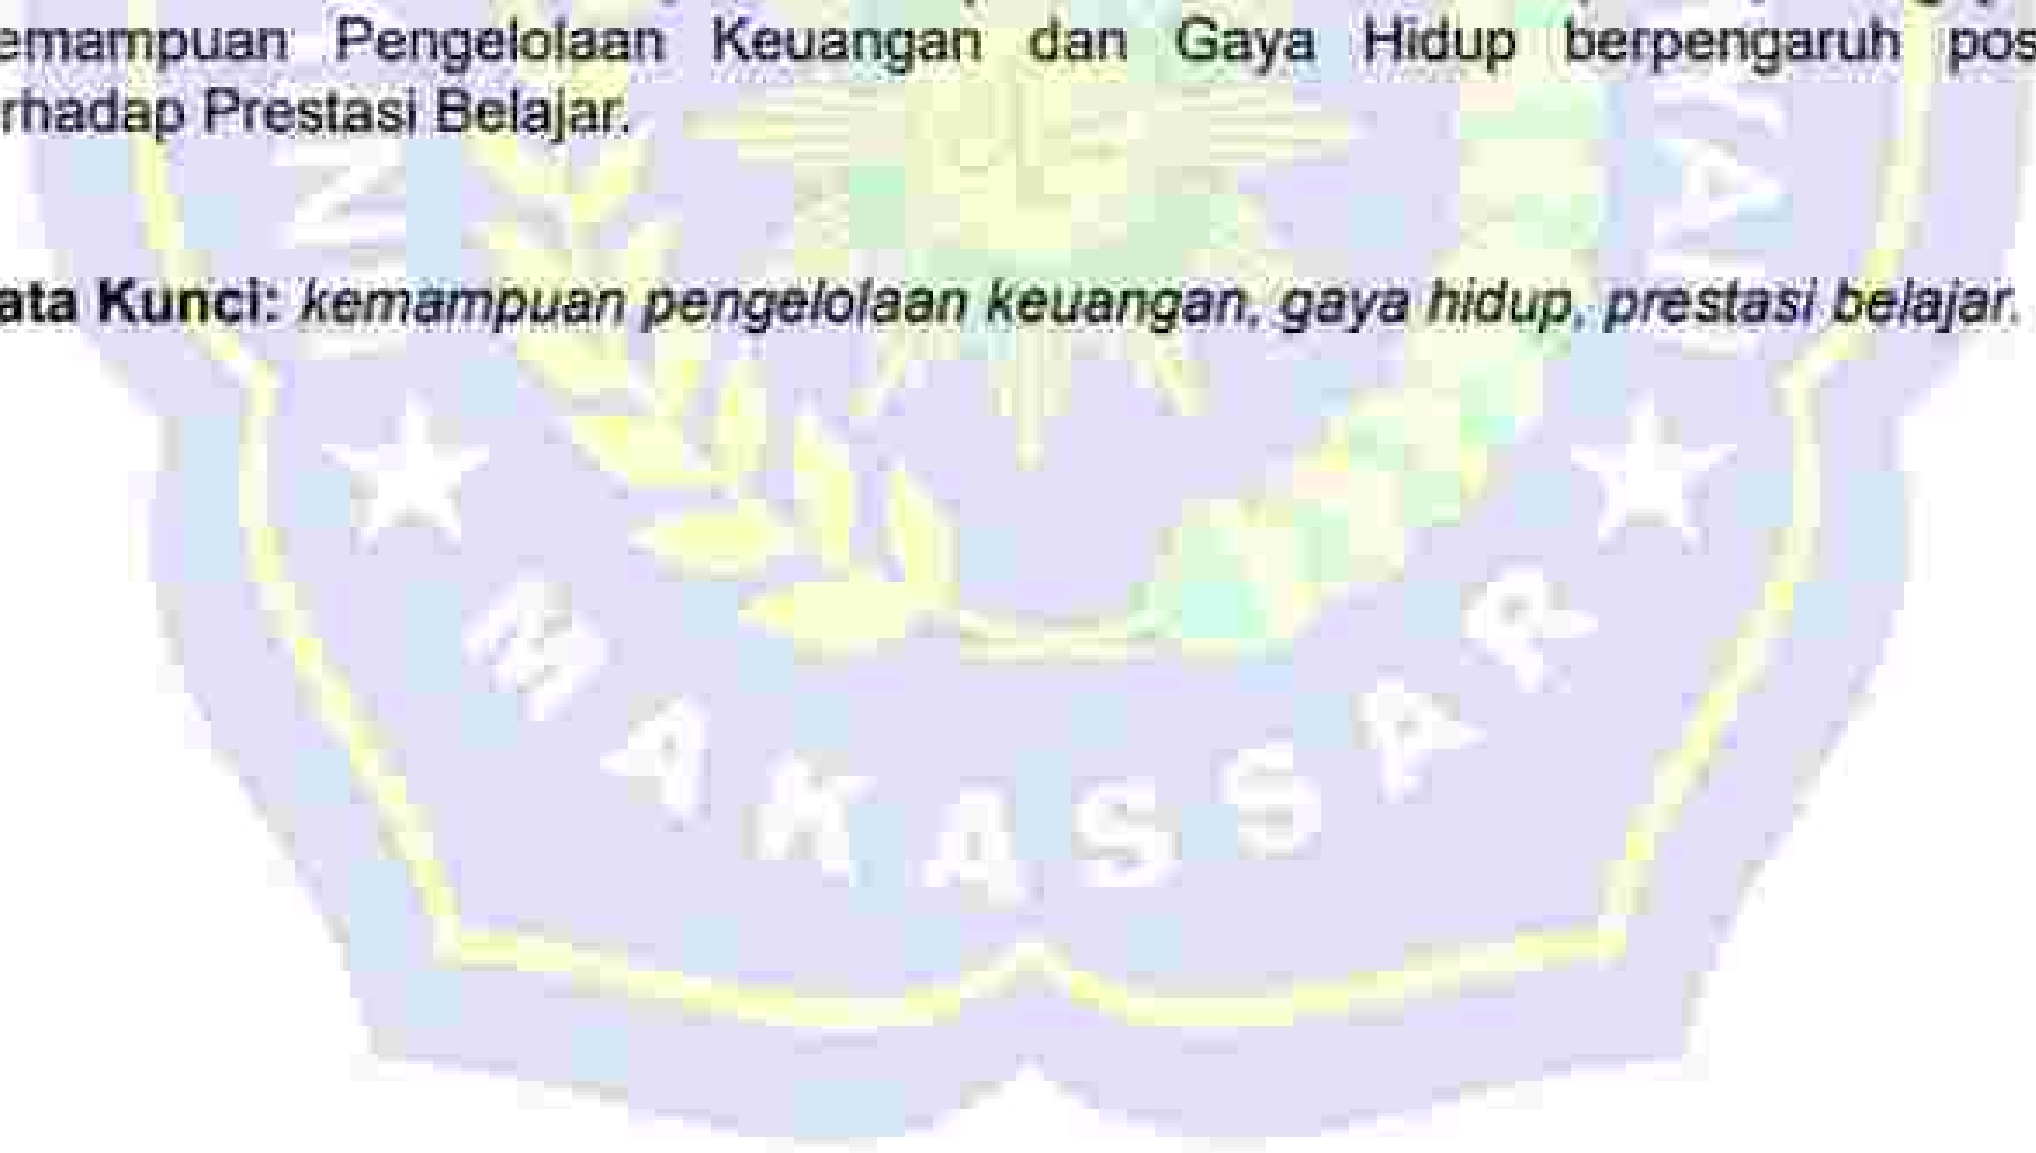 emampuan Pengelolaan Keuangan dan Gaya Hidup berpengaruh pos
rhadap Prestasi Belajar.
ata Kunci: kemampuan pengelolaan keuangan, gaya hidup, prestasi belajar.
MAKASSAR